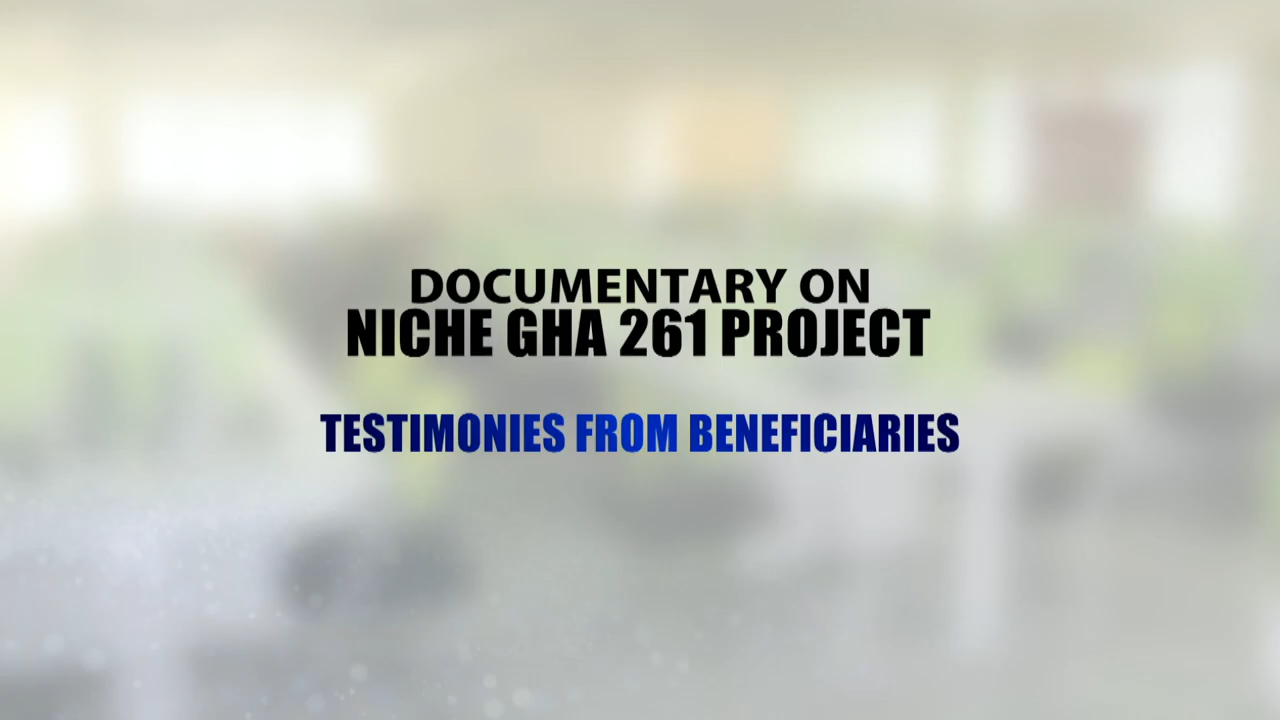 DOCUMENTARY ON
NICHE GHA 261 PROJECT
TESTIMONIES FROM BENEFICIARIES